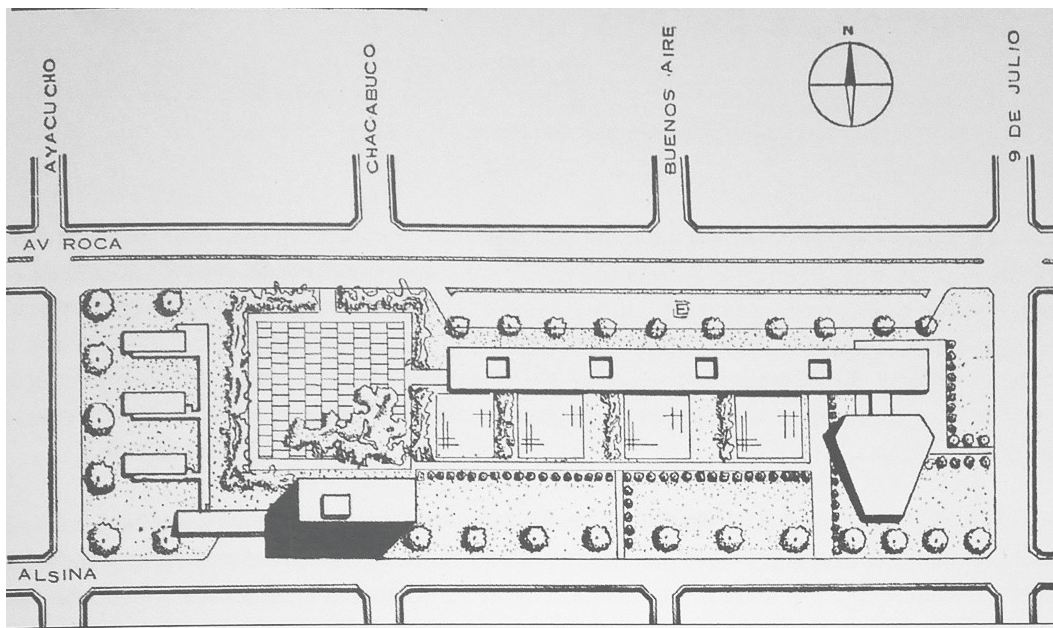 N
AYACUCHO
CHACABUCO
BUENOS AIRE
9 DE JULIO
AV ROCA
E
ALSINA